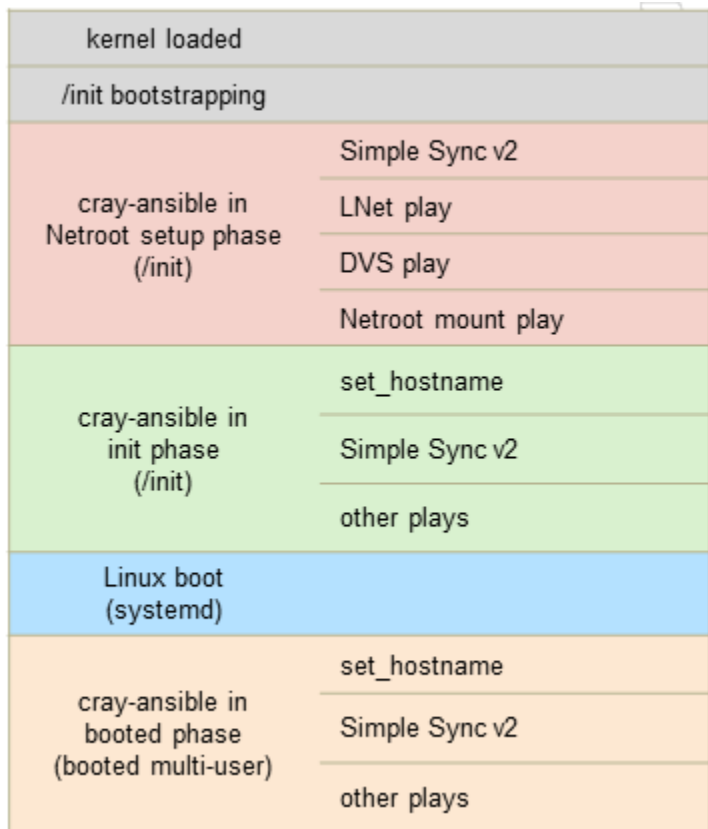 kernel loaded
/init bootstrapping
cray-ansible in
Netroot setup phase
(/init)
Simple Sync v2
LNet play
DVS play
Netroot mount play
cray-ansible in
init phase
(/init)
set_hostname
Simple Sync v2
other plays
Linux boot
(systemd)
cray-ansible in
booted phase
(booted multi-user)
set_hostname
Simple Sync v2
other plays